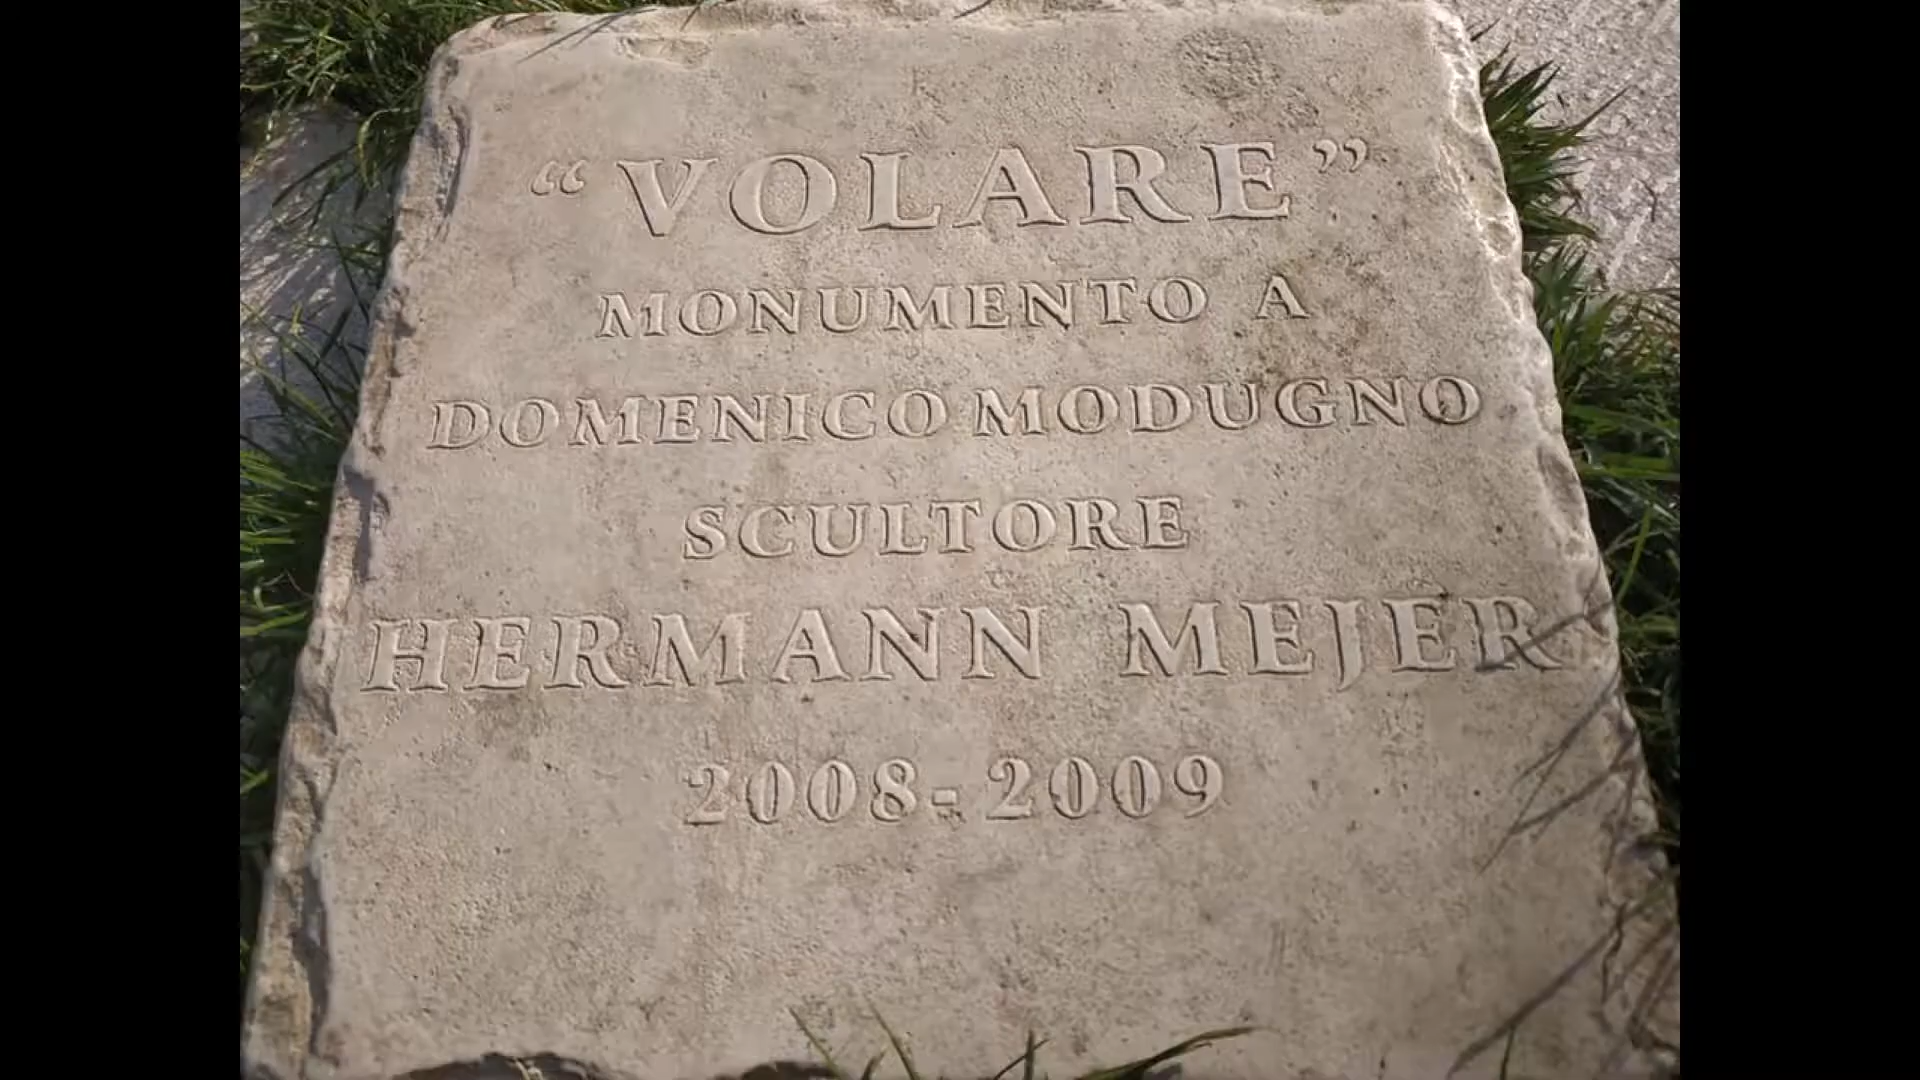 “VOLARE”
MONUMENTO A
DOMENICO MODUGNO
SCULTORE
HERMANN MEJER
2008-2009